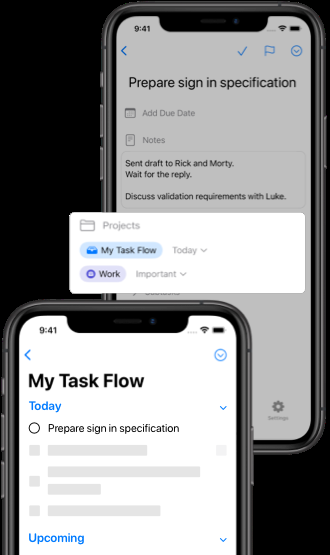 9:41
Prepare sign in specification
Add Due Date
Notes
Sent draft to Rick and Morty.
Wait for the reply.
Discuss validation requirements with Luke.
Projects
My Task Flow Today
Work Important
Settings
9:41
My Task Flow
Today
Prepare sign in specification
Upcoming